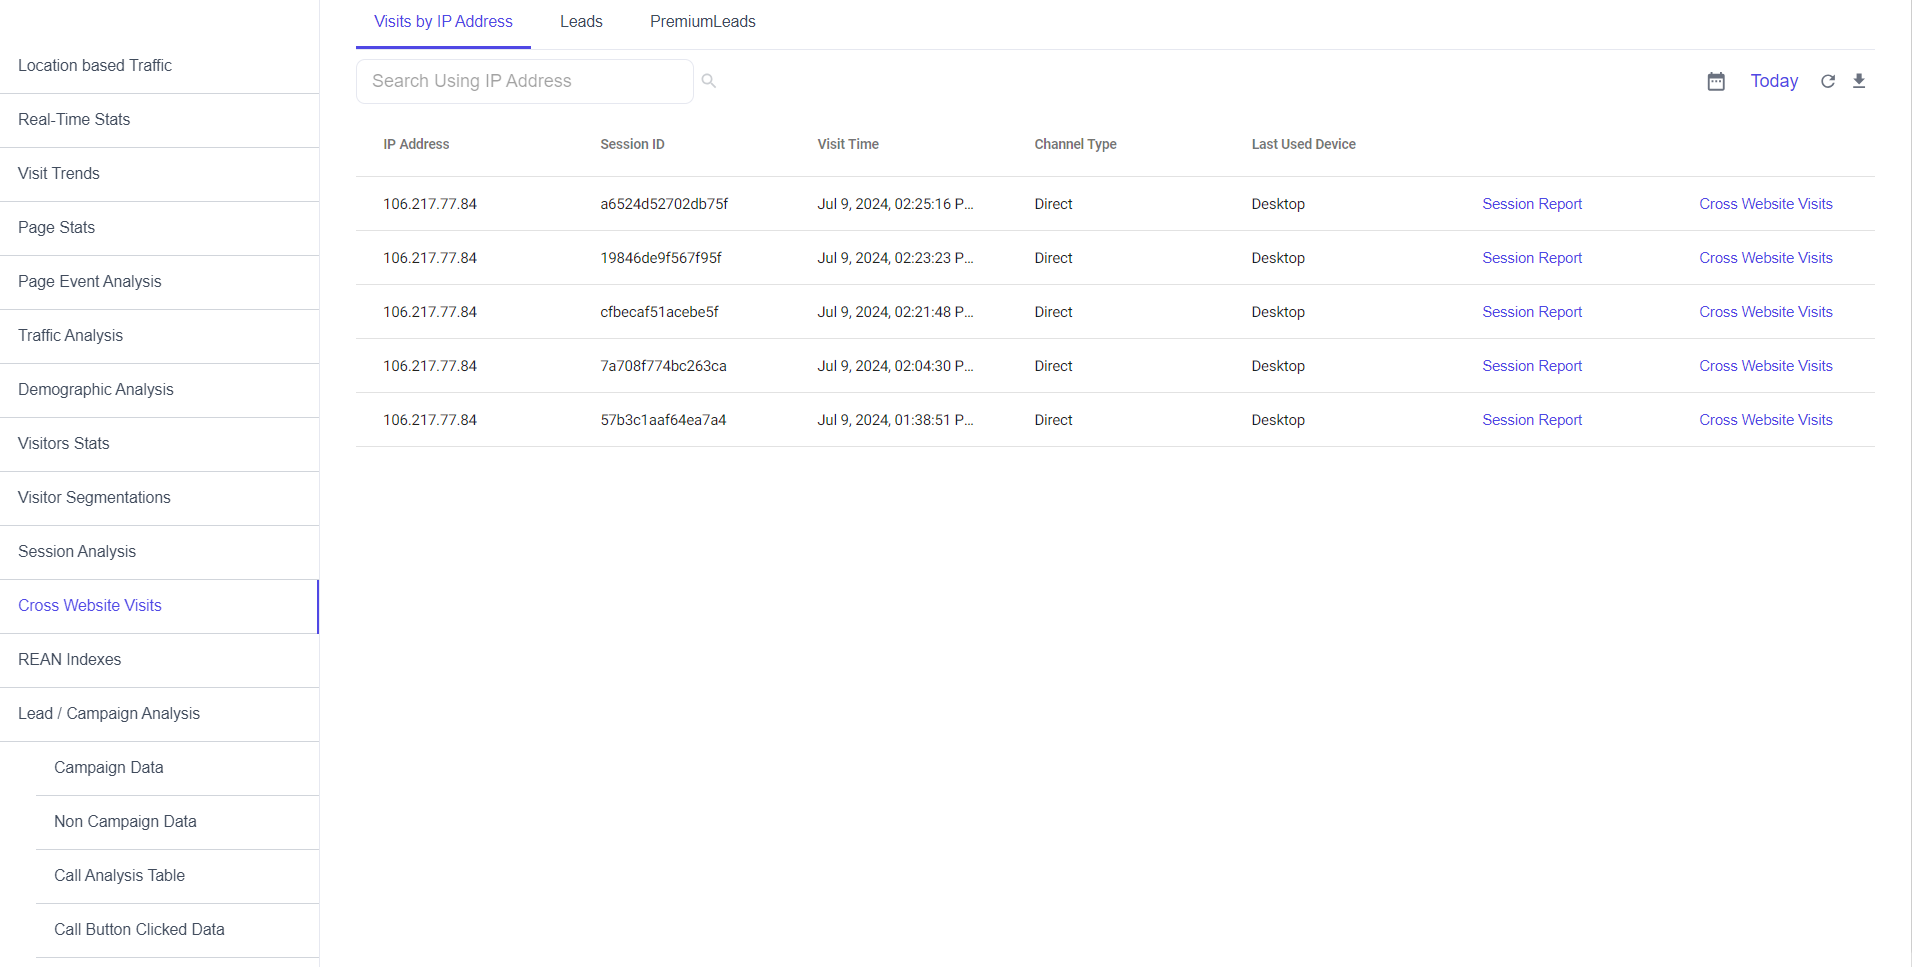 Visits by IP Address Leads PremiumLeads
Search Using IP Address Today
Location based Traffic
Real-Time Stats
Visit Trends
Page Stats
Page Event Analysis
Traffic Analysis
Demographic Analysis
Visitors Stats
Visitor Segmentations
Session Analysis
Cross Website Visits
REAN Indexes
Lead / Campaign Analysis
Campaign Data
Non Campaign Data
Call Analysis Table
Call Button Clicked Data
IP Address Session ID Visit Time Channel Type Last Used Device
106.217.77.84 a6524d52702db75f Jul 9, 2024, 02:25:16 P... Direct Desktop Session Report Cross Website Visits
106.217.77.84 19846de9f567f95f Jul 9, 2024, 02:23:23 P... Direct Desktop Session Report Cross Website Visits
106.217.77.84 cfbecaf51acebe5f Jul 9, 2024, 02:21:48 P... Direct Desktop Session Report Cross Website Visits
106.217.77.84 7a708f774bc263ca Jul 9, 2024, 02:04:30 P... Direct Desktop Session Report Cross Website Visits
106.217.77.84 57b3c1aaf64ea7a4 Jul 9, 2024, 01:38:51 P... Direct Desktop Session Report Cross Website Visits